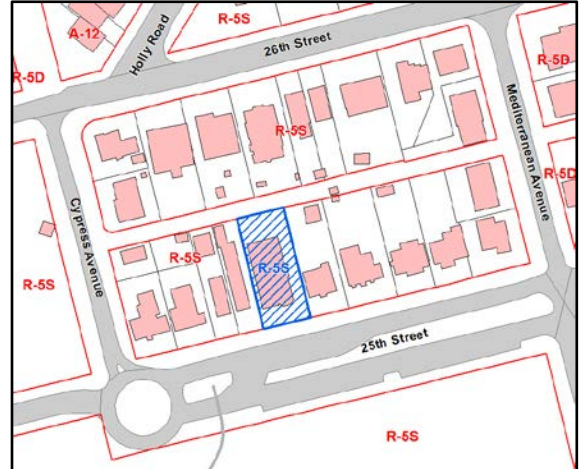 R-5S
A-12
Holly Road
26th Street
R-5D
R-5D
Mediterranean Avenue
R-5S
R-5D
Cypress Avenue
R-5S
R-5S
R-5S
25th Street
R-5S